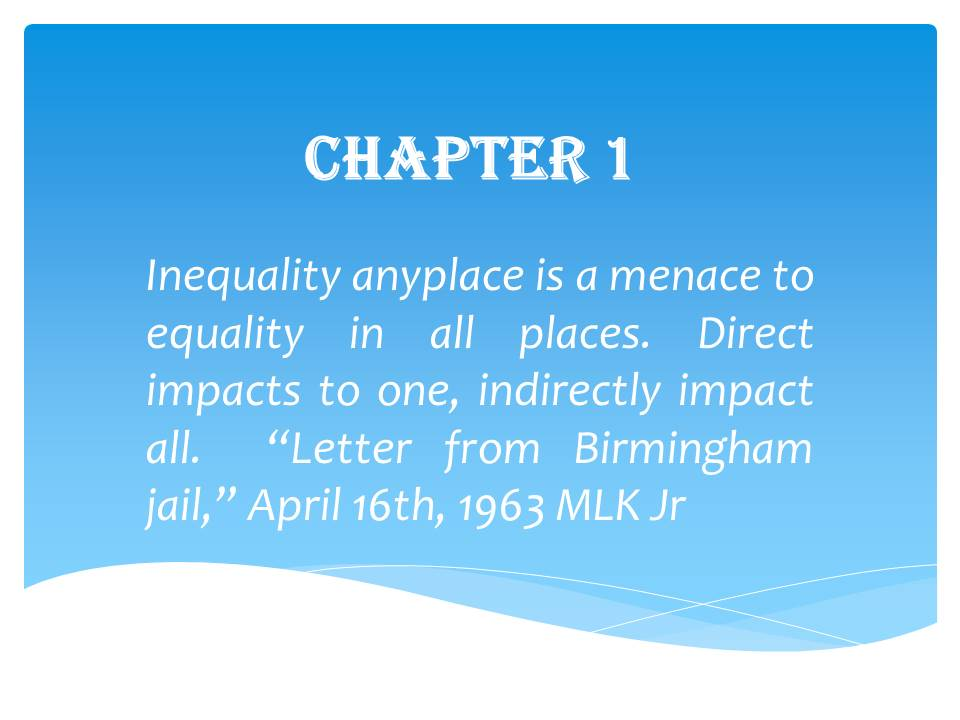 CHAPTER 1
Inequality anyplace is a menace to
equality in all places. Direct
impacts to one, indirectly impact
all. “Letter from Birmingham
jail,” April 16th, 1963 MLK Jr